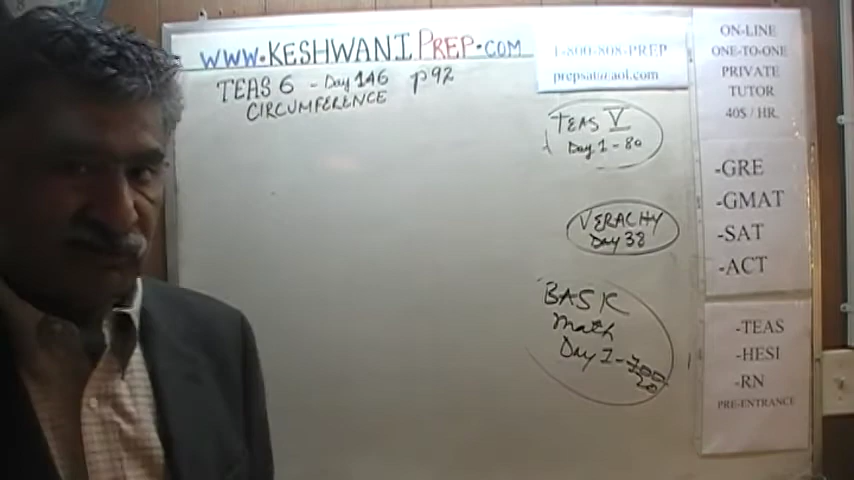 WWW.KESHWANIPREP.COM
TEAS 6 - Day 146 p92
CIRCUMFERENCE
1-800-808-PREP
prepsat@aol.com
TEAS V
Day 1-80
VERACHY
Day 38
BASIC
Math
Day 1-
20
ON-LINE
ONE-TO-ONE
PRIVATE
TUTOR
40$ / HR.
-GRE
-GMAT
-SAT
-ACT
-TEAS
-HESI
-RN
PRE-ENTRANCE